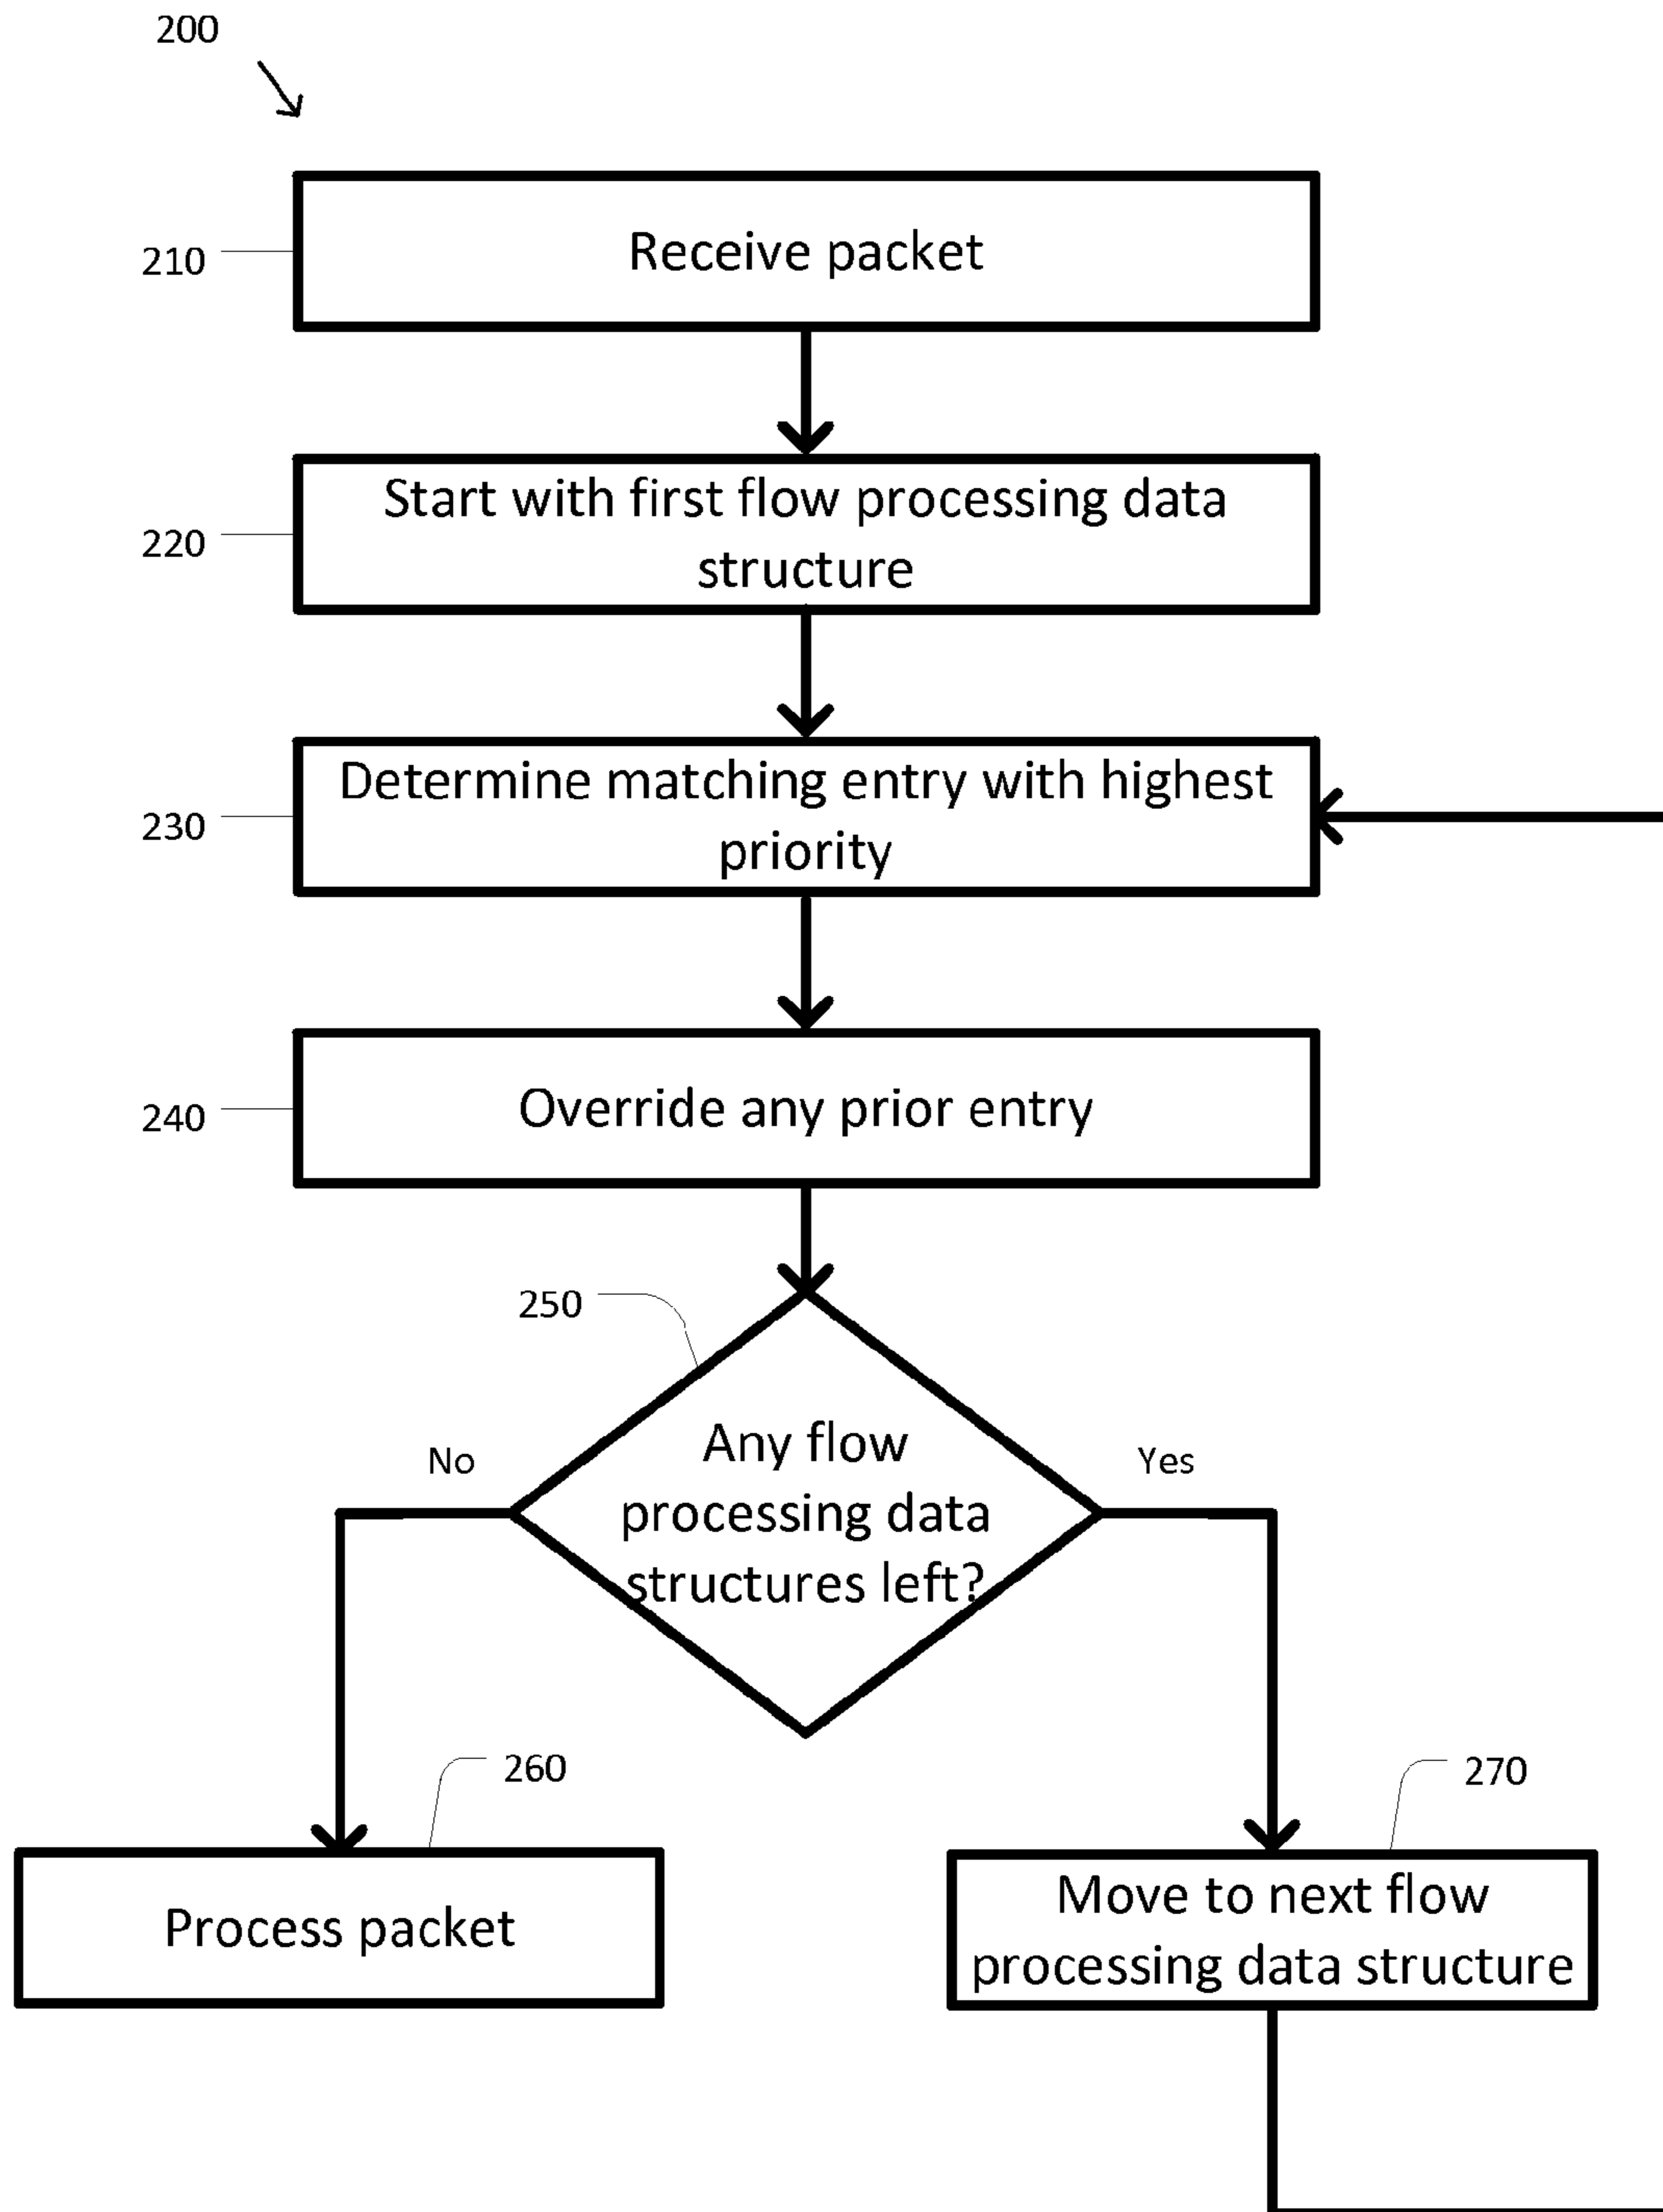 200
210
Receive packet
220
Start with first flow processing data
structure
230
Determine matching entry with highest
priority
240
Override any prior entry
250
Any flow
processing data
structures left?
No
Yes
260
Process packet
270
Move to next flow
processing data structure